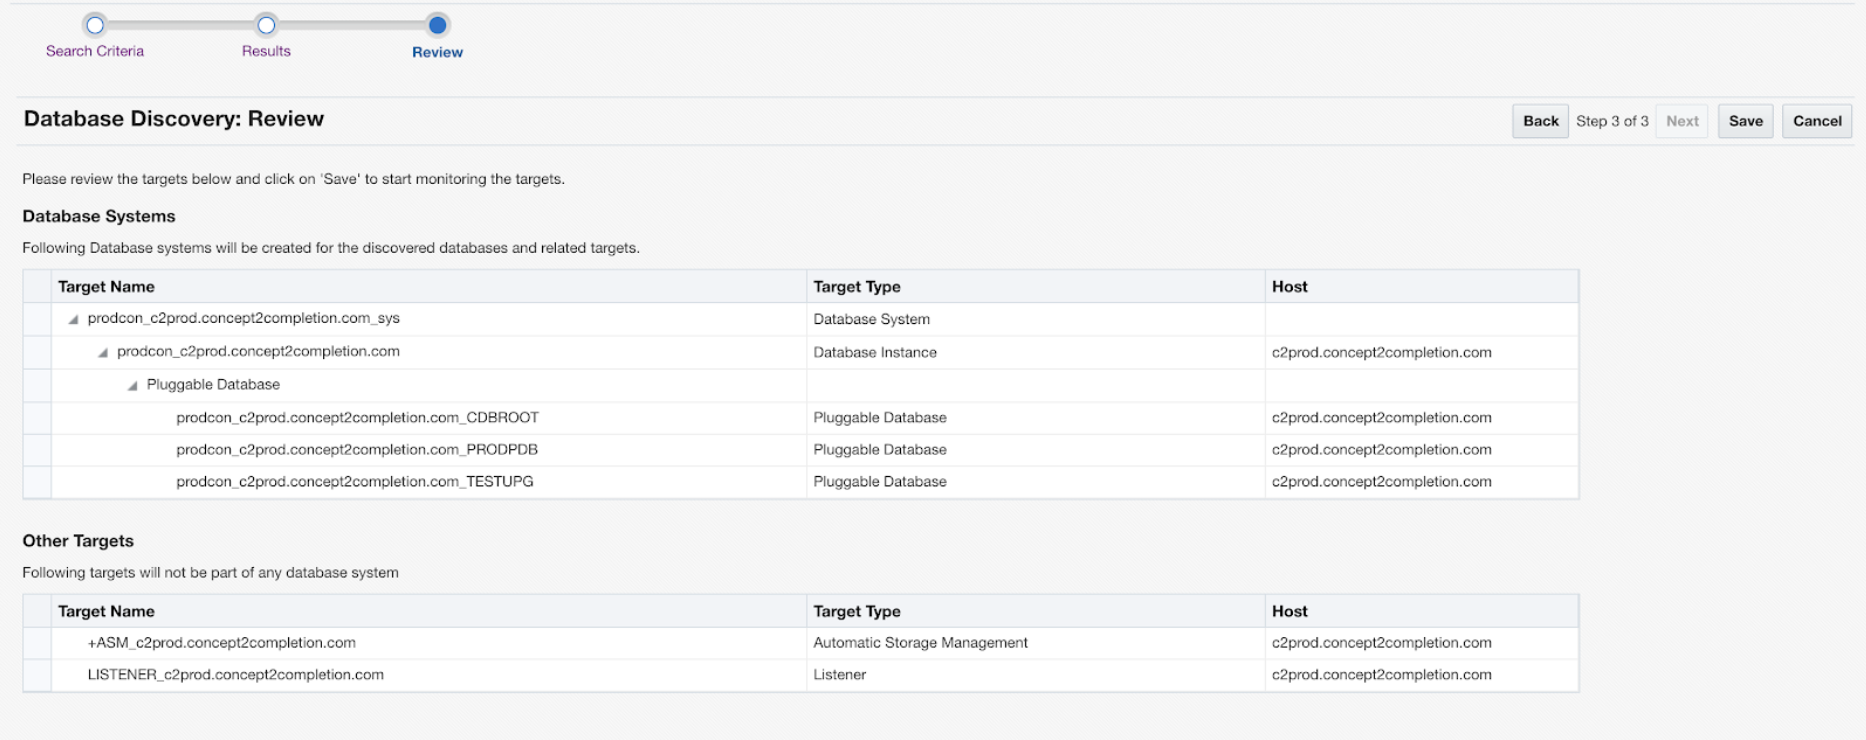 Search Criteria Results Review
Database Discovery: Review Back Step 3 of 3 Next Save Cancel
Please review the targets below and click on 'Save' to start monitoring the targets.
Database Systems
Following Database systems will be created for the discovered databases and related targets.
Target Name Target Type Host
prodcon_c2prod.concept2completion.com_sys Database System
prodcon_c2prod.concept2completion.com Database Instance c2prod.concept2completion.com
Pluggable Database
prodcon_c2prod.concept2completion.com_CDBROOT Pluggable Database c2prod.concept2completion.com
prodcon_c2prod.concept2completion.com_PRODPDB Pluggable Database c2prod.concept2completion.com
prodcon_c2prod.concept2completion.com_TESTUPG Pluggable Database c2prod.concept2completion.com
Other Targets
Following targets will not be part of any database system
Target Name Target Type Host
+ASM_c2prod.concept2completion.com Automatic Storage Management c2prod.concept2completion.com
LISTENER_c2prod.concept2completion.com Listener c2prod.concept2completion.com